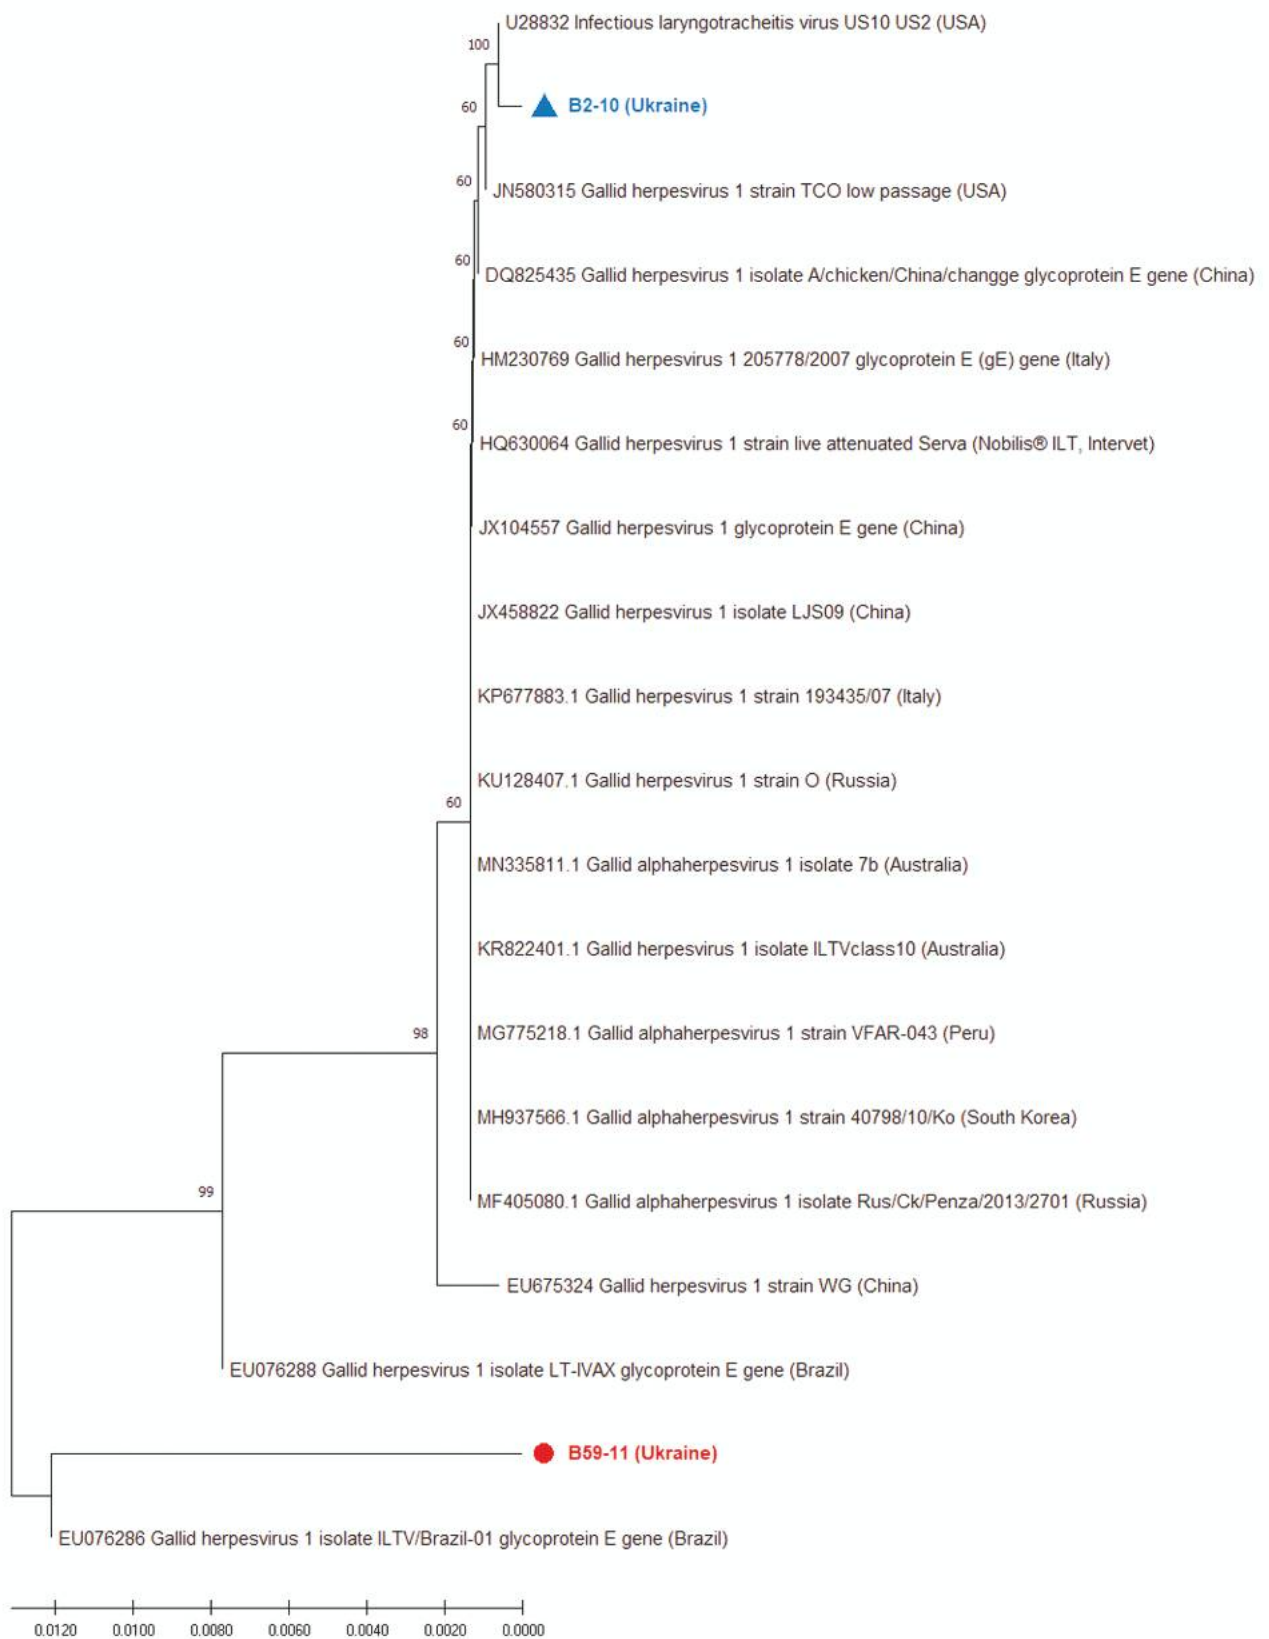 U28832 Infectious laryngotracheitis virus US10 US2 (USA)
100
B2-10 (Ukraine)
60
JN580315 Gallid herpesvirus 1 strain TCO low passage (USA)
60
DQ825435 Gallid herpesvirus 1 isolate A/chicken/China/changge glycoprotein E gene (China)
60
HM230769 Gallid herpesvirus 1 205778/2007 glycoprotein E (gE) gene (Italy)
60
HQ630064 Gallid herpesvirus 1 strain live attenuated Serva (Nobilis® ILT, Intervet)
60
JX104557 Gallid herpesvirus 1 glycoprotein E gene (China)
JX458822 Gallid herpesvirus 1 isolate LJS09 (China)
KP677883.1 Gallid herpesvirus 1 strain 193435/07 (Italy)
KU128407.1 Gallid herpesvirus 1 strain O (Russia)
60
MN335811.1 Gallid alphaherpesvirus 1 isolate 7b (Australia)
KR822401.1 Gallid herpesvirus 1 isolate ILTVclass10 (Australia)
MG775218.1 Gallid alphaherpesvirus 1 strain VFAR-043 (Peru)
98
MH937566.1 Gallid alphaherpesvirus 1 strain 40798/10/Ko (South Korea)
99
MF405080.1 Gallid alphaherpesvirus 1 isolate Rus/Ck/Penza/2013/2701 (Russia)
EU675324 Gallid herpesvirus 1 strain WG (China)
EU076288 Gallid herpesvirus 1 isolate LT-IVAX glycoprotein E gene (Brazil)
B59-11 (Ukraine)
EU076286 Gallid herpesvirus 1 isolate ILTV/Brazil-01 glycoprotein E gene (Brazil)
0.0120 0.0100 0.0080 0.0060 0.0040 0.0020 0.0000